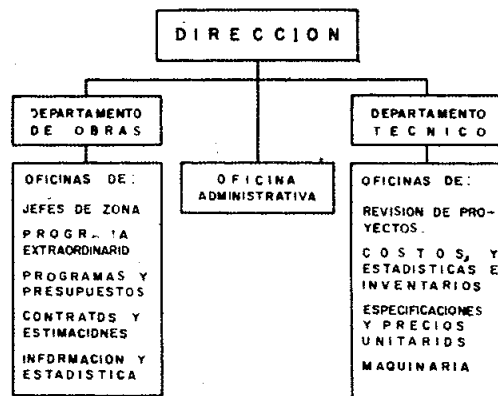 DIRECCION
DEPARTAMENTO
DE OBRAS
DEPARTAMENTO
TECNICO
OFICINA
ADMINISTRATIVA
OFICINAS DE:
JEFES DE ZONA
EXTRAORDINARIO
PROGRAMAS Y
PRESUPUESTOS
CONTRATOS Y
ESTIMACIONES
INFORMACION Y
ESTADISTICA
OFICINAS DE:
REVISION DE PRO-
YECTOS.
COSTOS, Y
ESTADISTICAS E
INVENTARIOS
ESPECIFICACIONES
Y PRECIOS
UNITARIOS
MAQUINARIA